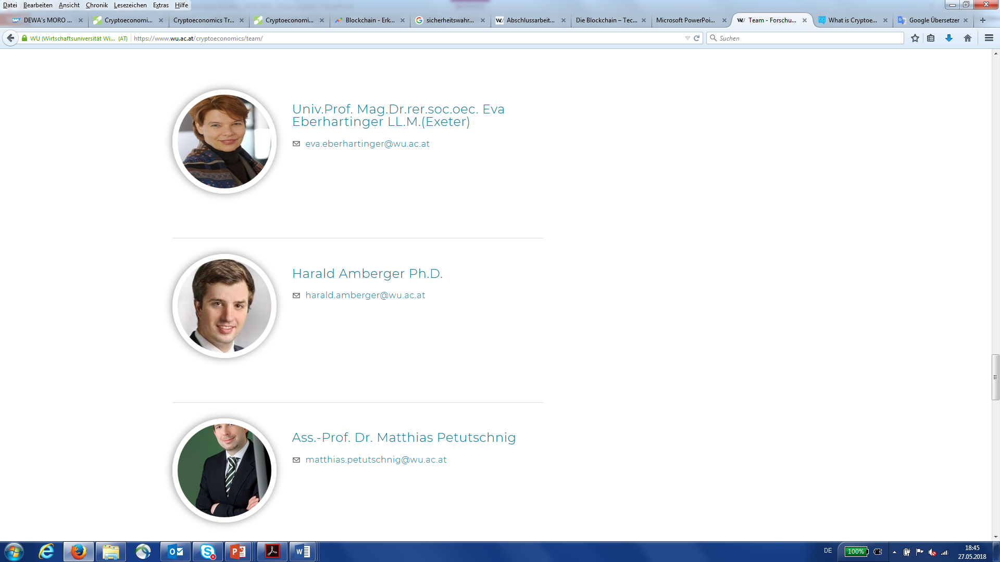 Datei Bearbeiten Ansicht Chronik Lesezeichen Extras Hilfe
DEWA's MORO ... Cryptoeconomi... Cryptoeconomics Tr... Cryptoeconomi... Blockchain - Erk... sicherheitswahr... Abschlussarbeit... Die Blockchain – Tec... Microsoft PowerPoi... Team - Forschu... What is Cryptoe... Google Übersetzer
WU (Wirtschaftsuniversität Wi... (AT) https://www.wu.ac.at/cryptoeconomics/team/ Suchen
Univ.Prof. Mag.Dr.rer.soc.oec. Eva
Eberhartinger LL.M.(Exeter)
eva.eberhartinger@wu.ac.at
Harald Amberger Ph.D.
harald.amberger@wu.ac.at
Ass.-Prof. Dr. Matthias Petutschnig
matthias.petutschnig@wu.ac.at
DE 100% 18:45
27.05.2018